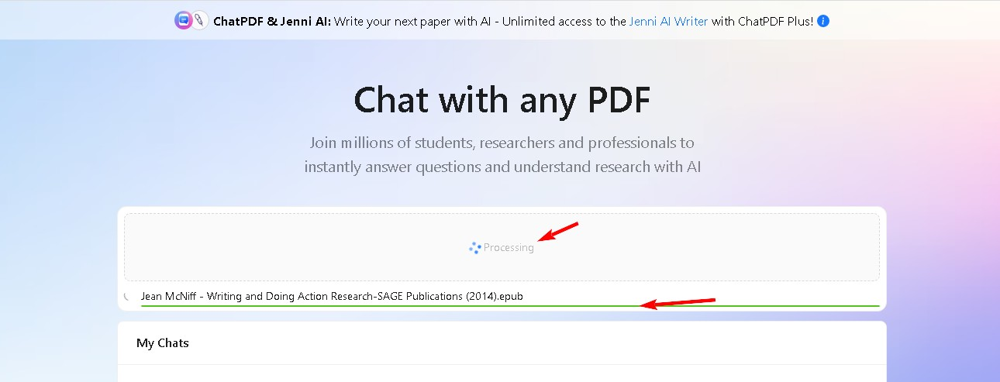 ChatPDF & Jenni AI: Write your next paper with AI - Unlimited access to the Jenni AI Writer with ChatPDF Plus! i
Chat with any PDF
Join millions of students, researchers and professionals to
instantly answer questions and understand research with AI
Processing
Jean McNiff - Writing and Doing Action Research-SAGE Publications (2014).epub
My Chats